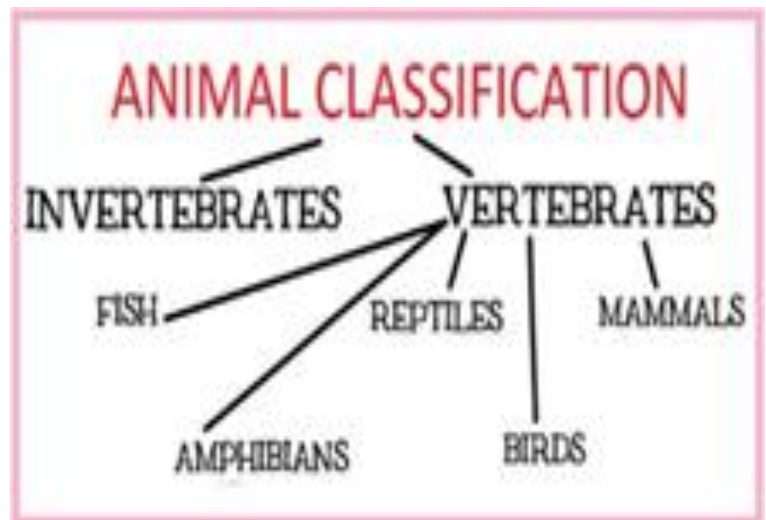 ANIMAL CLASSIFICATION
INVERTEBRATES VERTEBRATES
FISH REPTILES MAMMALS
AMPHIBIANS BIRDS